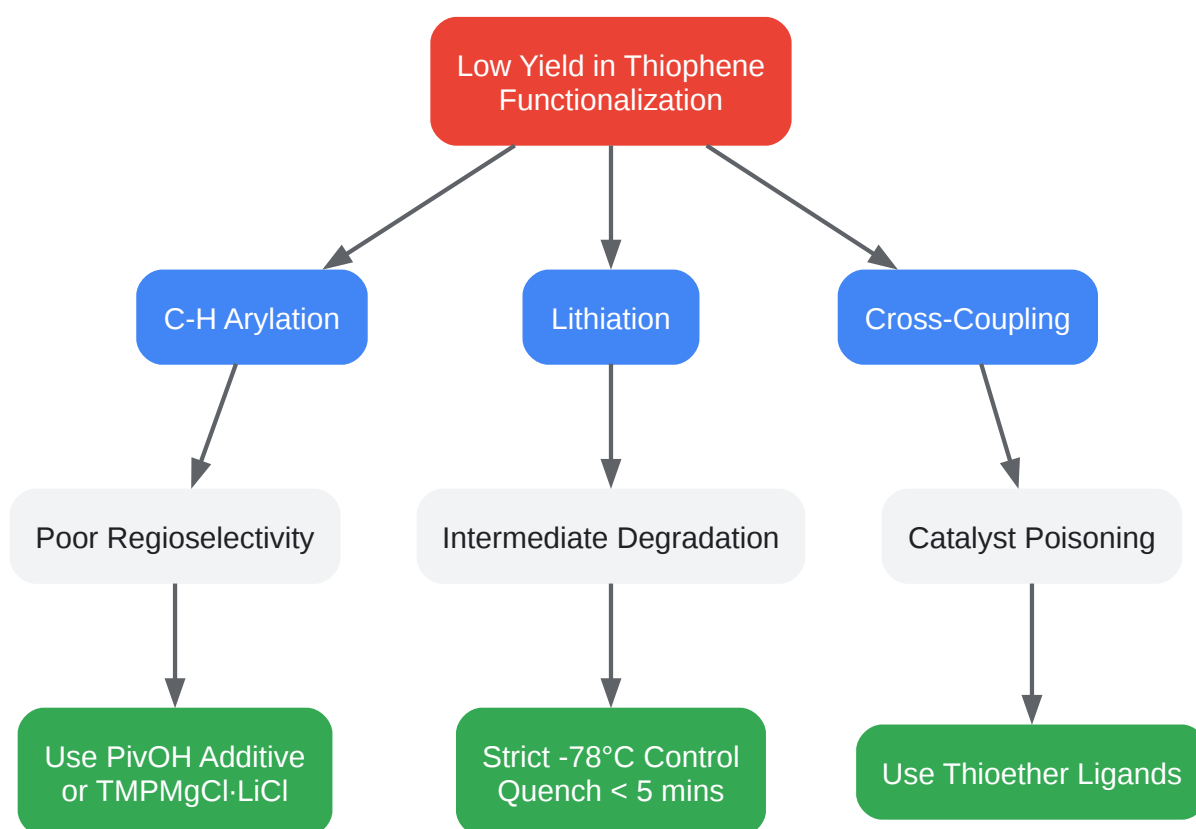 Low Yield in Thiophene
Functionalization
C-H Arylation
Lithiation
Cross-Coupling
Poor Regioselectivity
Intermediate Degradation
Catalyst Poisoning
Use PivOH Additive
or TMPMgCl·LiCl
Strict -78°C Control
Quench < 5 mins
Use Thioether Ligands